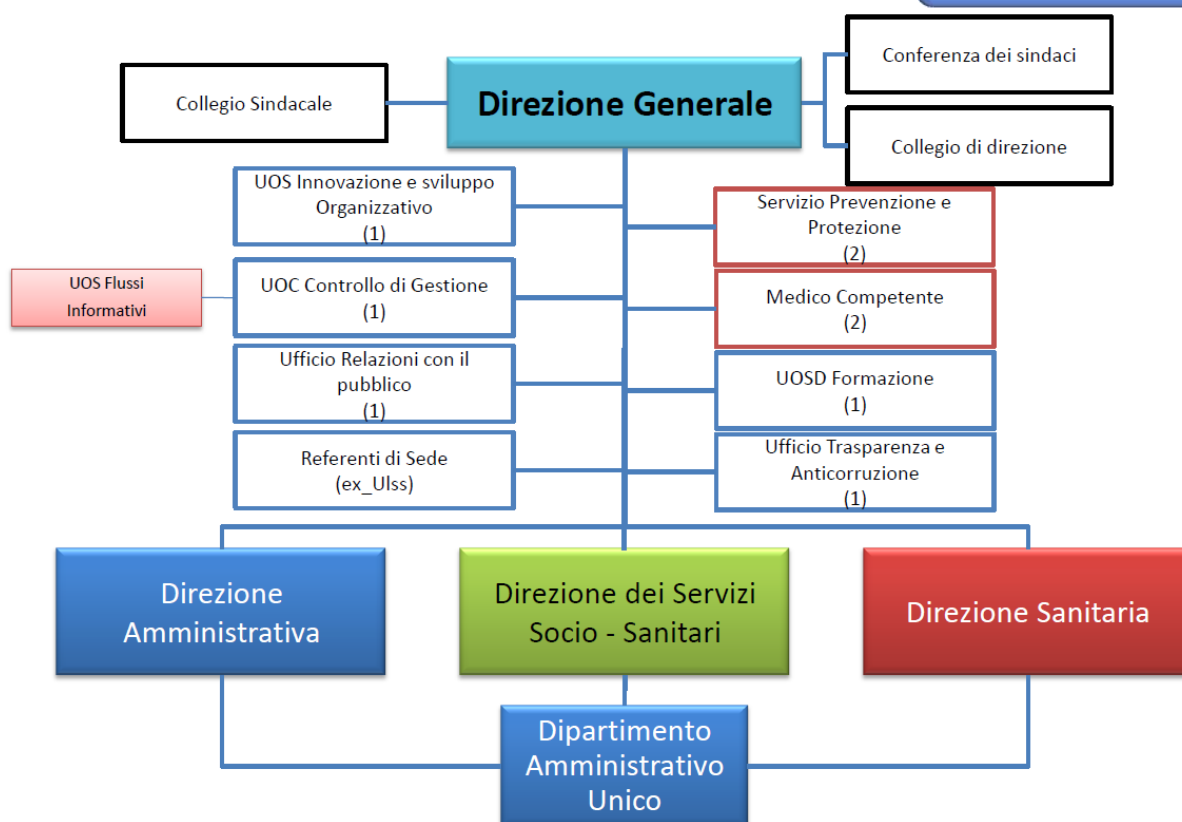 Conferenza dei sindaci
Collegio Sindacale
Direzione Generale
Collegio di direzione
UOS Innovazione e sviluppo
Organizzativo
(1)
Servizio Prevenzione e
Protezione
(2)
UOS Flussi
Informativi
UOC Controllo di Gestione
(1)
Medico Competente
(2)
Ufficio Relazioni con il
pubblico
(1)
UOSD Formazione
(1)
Referenti di Sede
(ex_Ulss)
Ufficio Trasparenza e
Anticorruzione
(1)
Direzione
Amministrativa
Direzione dei Servizi
Socio - Sanitari
Direzione Sanitaria
Dipartimento
Amministrativo
Unico